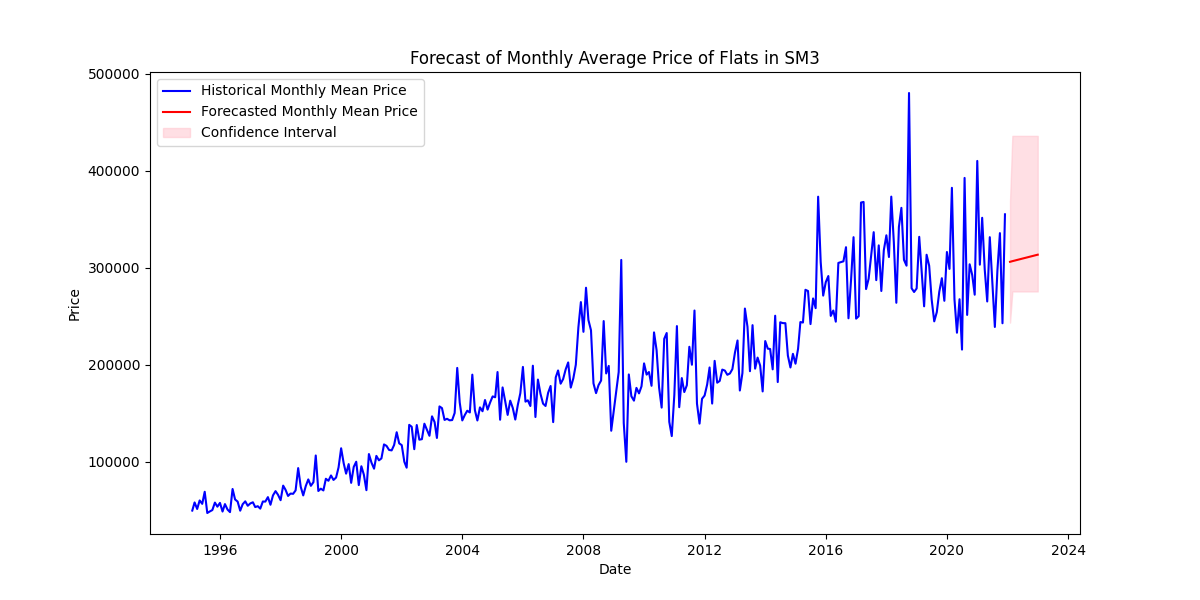 Forecast of Monthly Average Price of Flats in SM3
Historical Monthly Mean Price
Forecasted Monthly Mean Price
Confidence Interval
500000
400000
300000
200000
100000
Price
1996 2000 2004 2008 2012 2016 2020 2024
Date